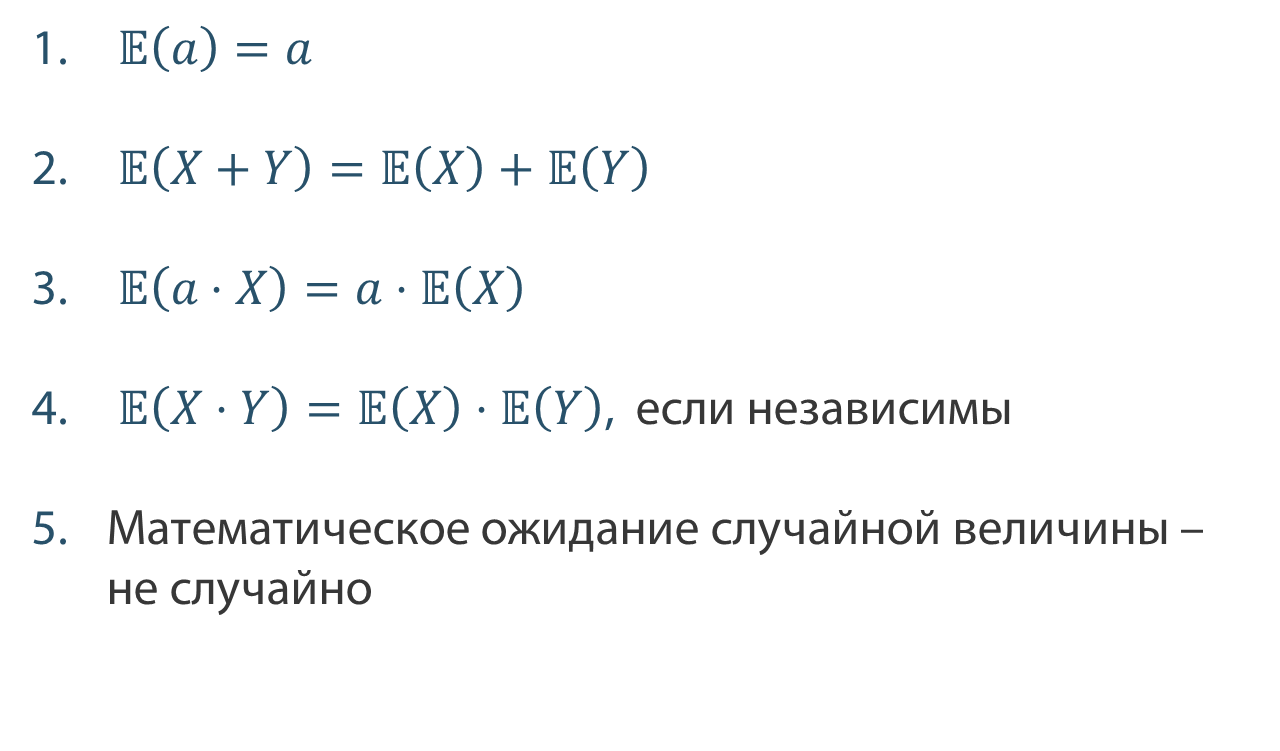 1. 𝔼(a) = a
2. 𝔼(X + Y) = 𝔼(X) + 𝔼(Y)
3. 𝔼(a · X) = a · 𝔼(X)
4. 𝔼(X · Y) = 𝔼(X) · 𝔼(Y), если независимы
5. Математическое ожидание случайной величины –
не случайно